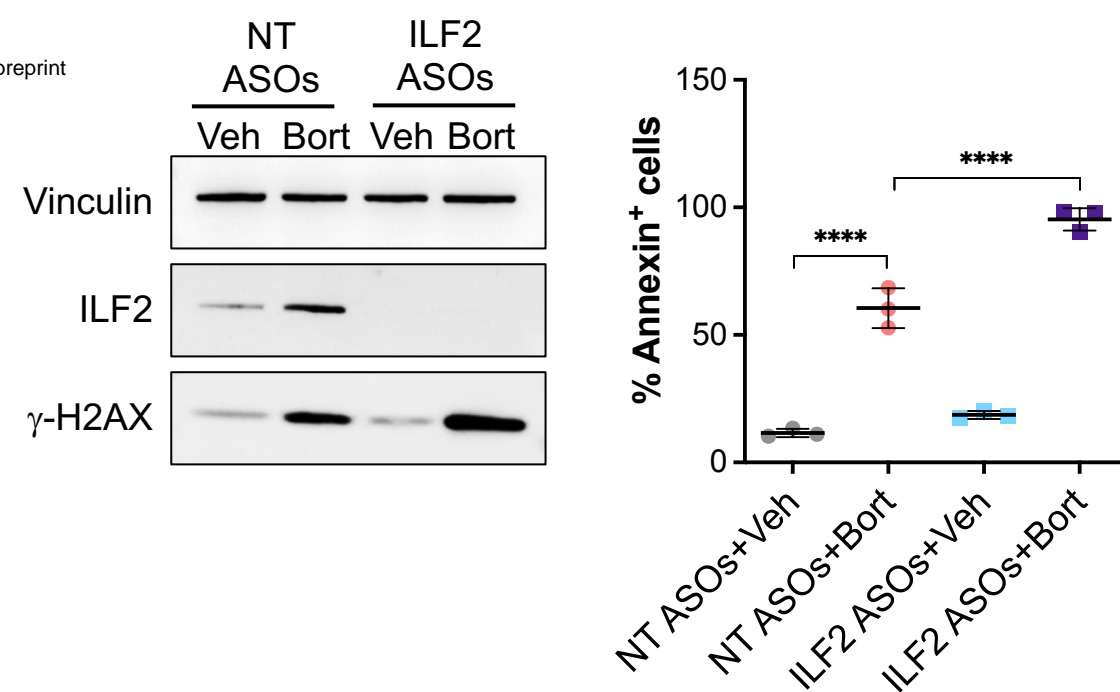 preprint
NT ILF2
ASOs ASOs
Veh Bort Veh Bort
Vinculin
ILF2
γ-H2AX
% Annexin⁺ cells
150
100
50
0
****
****
NT ASOs+Veh
NT ASOs+Bort
ILF2 ASOs+Veh
ILF2 ASOs+Bort